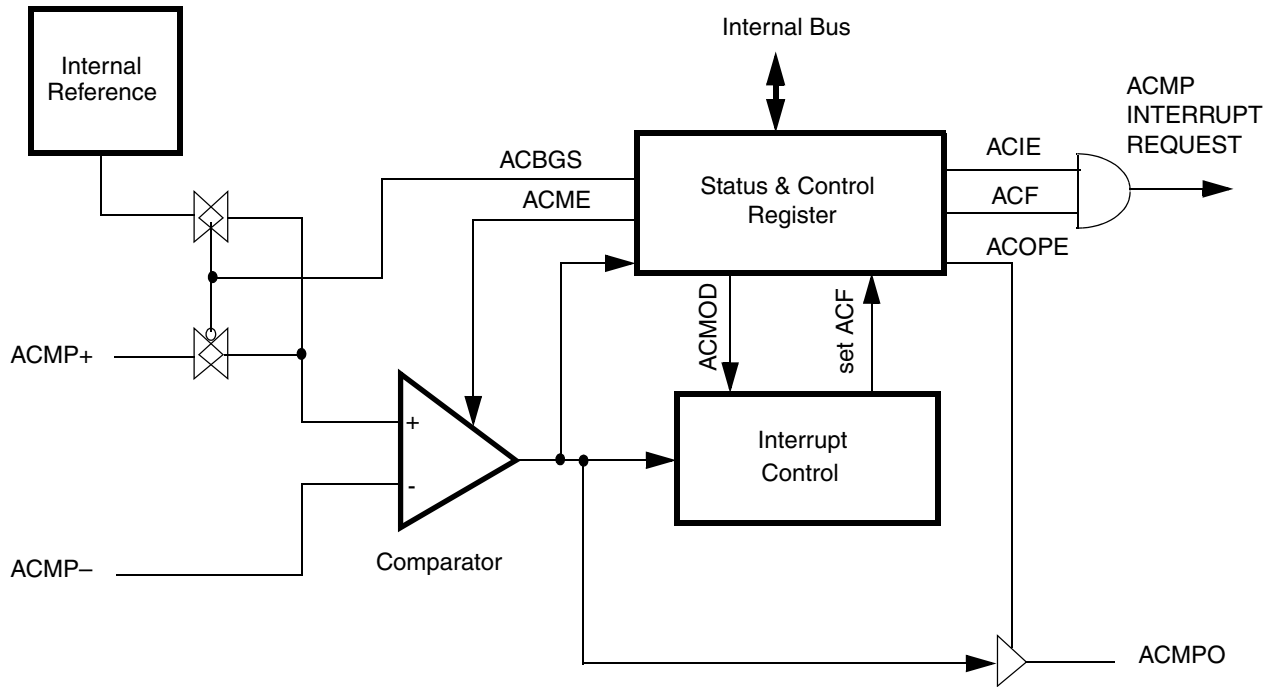 Internal Bus
Internal
Reference
ACMP
INTERRUPT
REQUEST
ACBGS
ACME
Status & Control
Register
ACIE
ACF
ACOPE
ACMOD
set ACF
ACMP+
+
-
Interrupt
Control
Comparator
ACMP–
ACMPO